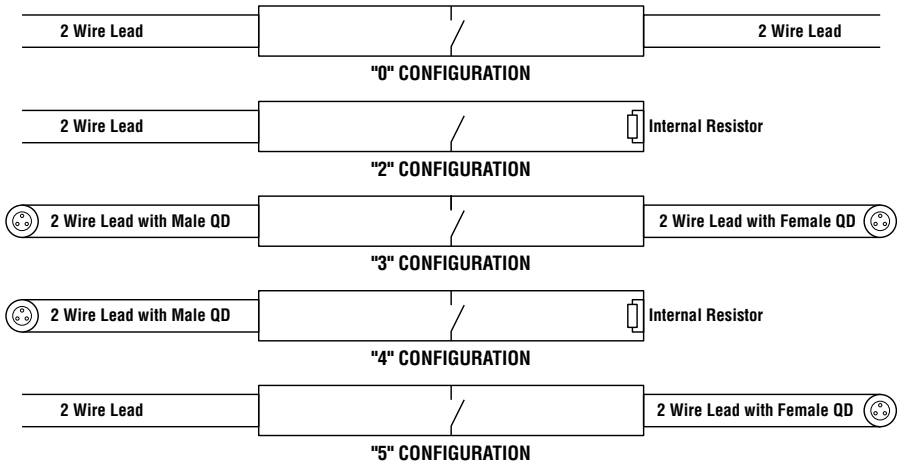 2 Wire Lead 2 Wire Lead
"0" CONFIGURATION
2 Wire Lead Internal Resistor
"2" CONFIGURATION
2 Wire Lead with Male QD 2 Wire Lead with Female QD
"3" CONFIGURATION
2 Wire Lead with Male QD Internal Resistor
"4" CONFIGURATION
2 Wire Lead 2 Wire Lead with Female QD
"5" CONFIGURATION